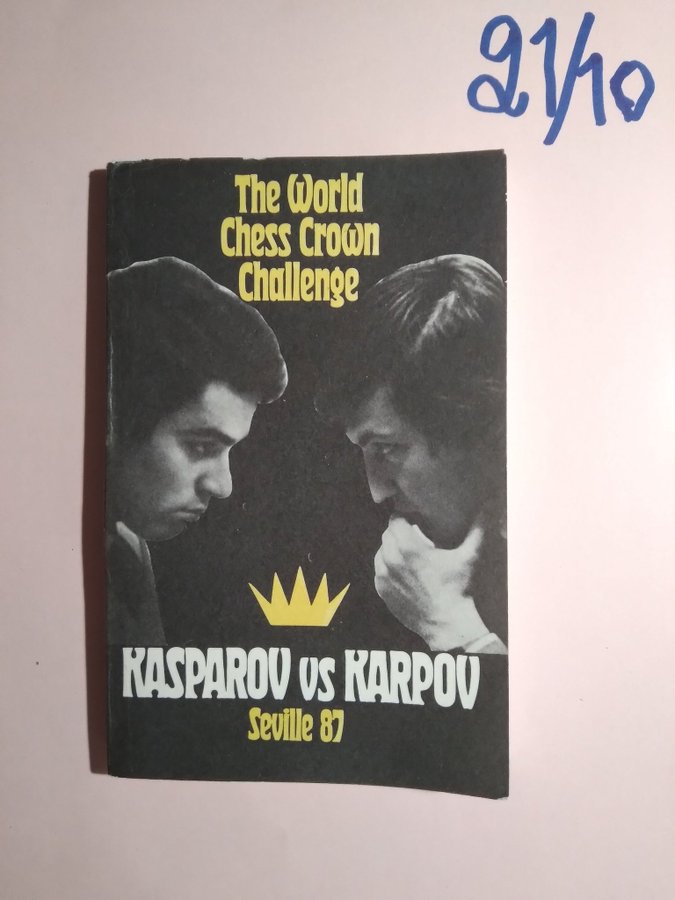 21/10
The World
Chess Crown
Challenge
KASPAROV vs KARPOV
Seville 87